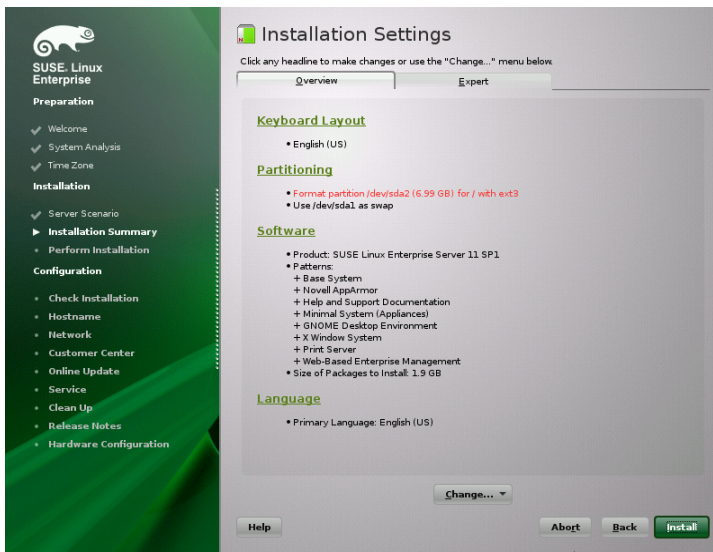 SUSE. Linux
Enterprise
Preparation
Welcome
System Analysis
Time Zone
Installation
Server Scenario
Installation Summary
Perform Installation
Configuration
Check Installation
Hostname
Network
Customer Center
Online Update
Service
Clean Up
Release Notes
Hardware Configuration
Installation Settings
Click any headline to make changes or use the "Change..." menu below.
Overview
Expert
Keyboard Layout
• English (US)
Partitioning
• Format partition /dev/sda2 (6.99 GB) for / with ext3
• Use /dev/sda1 as swap
Software
• Product: SUSE Linux Enterprise Server 11 SP1
• Patterns:
+ Base System
+ Novell AppArmor
+ Help and Support Documentation
+ Minimal System (Appliances)
+ GNOME Desktop Environment
+ X Window System
+ Print Server
+ Web-Based Enterprise Management
• Size of Packages to Install: 1.9 GB
Language
• Primary Language: English (US)
Change...
Help
Abort
Back
Install